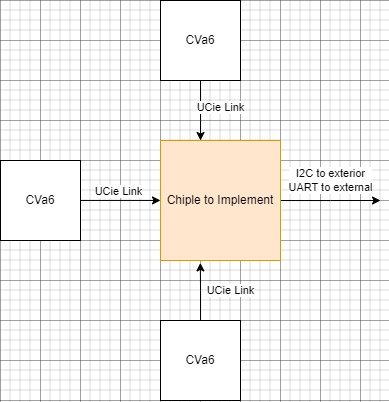 CVa6
UCie Link
CVa6
UCie Link
Chiple to Implement
I2C to exterior
UART to external
UCie Link
CVa6